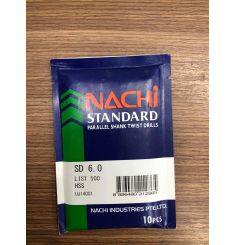 NACHi
STANDARD
PARALLEL SHANK TWIST DRILLS
SD 6.0
LIST 500
HSS
NACHI INDUSTRIES PTE.LTD.
10pcs